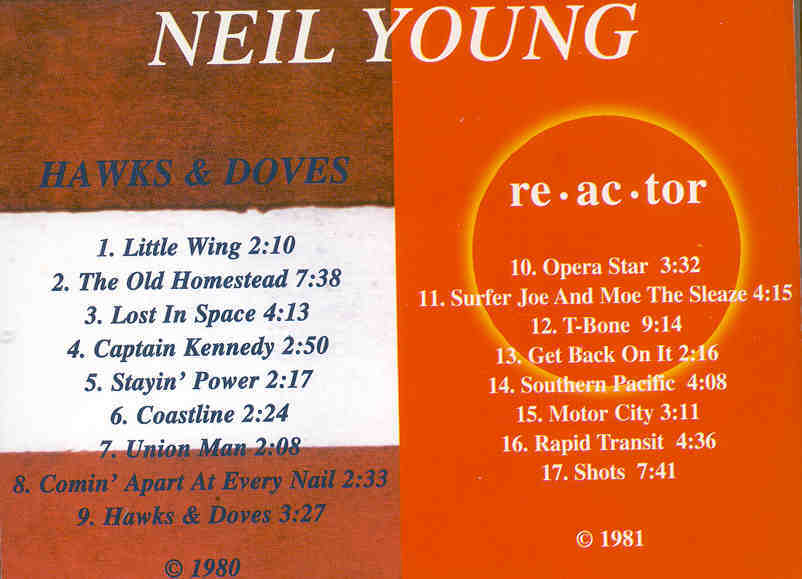 NEIL YOUNG
HAWKS & DOVES
1. Little Wing 2:10
2. The Old Homestead 7:38
3. Lost In Space 4:13
4. Captain Kennedy 2:50
5. Stayin' Power 2:17
6. Coastline 2:24
7. Union Man 2:08
8. Comin' Apart At Every Nail 2:33
9. Hawks & Doves 3:27
© 1980
re·ac·tor
10. Opera Star 3:32
11. Surfer Joe And Moe The Sleaze 4:15
12. T-Bone 9:14
13. Get Back On It 2:16
14. Southern Pacific 4:08
15. Motor City 3:11
16. Rapid Transit 4:36
17. Shots 7:41
© 1981